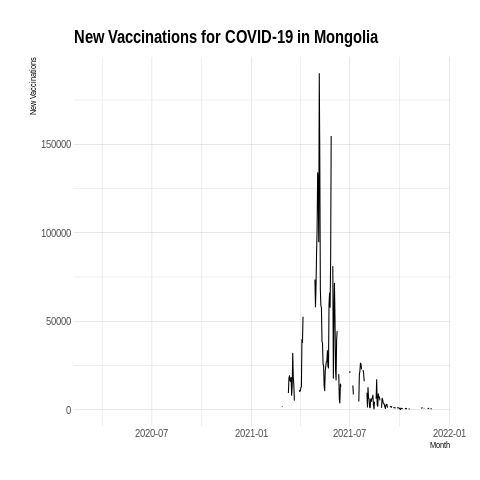 New Vaccinations for COVID-19 in Mongolia
New Vaccinations
150000
100000
50000
0
2020-07 2021-01 2021-07 2022-01
Month